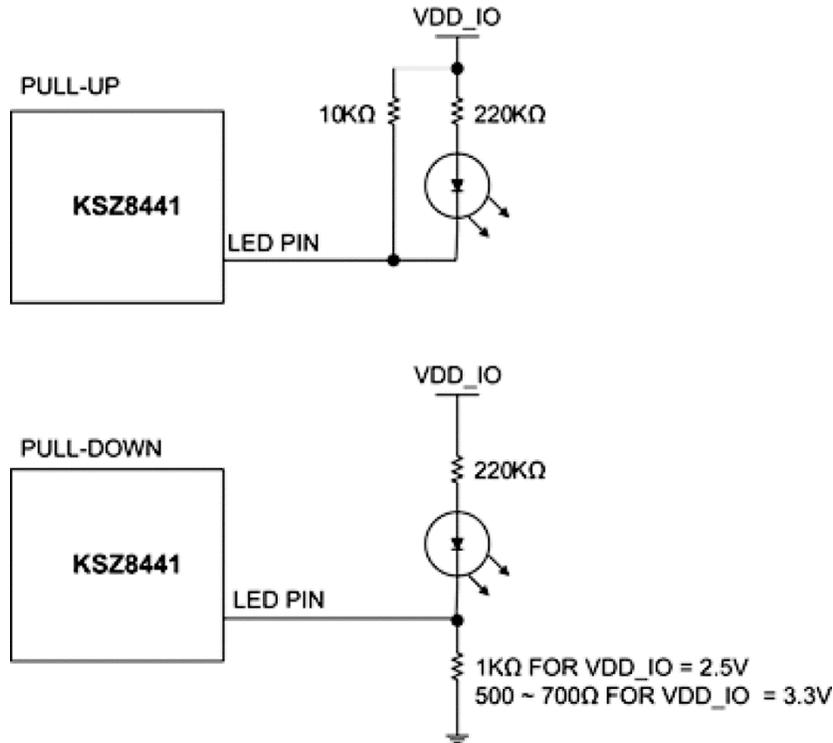 VDD_IO
PULL-UP
10KΩ
220KΩ
KSZ8441
LED PIN
VDD_IO
PULL-DOWN
220KΩ
KSZ8441
LED PIN
1KΩ FOR VDD_IO = 2.5V
500 ~ 700Ω FOR VDD_IO = 3.3V